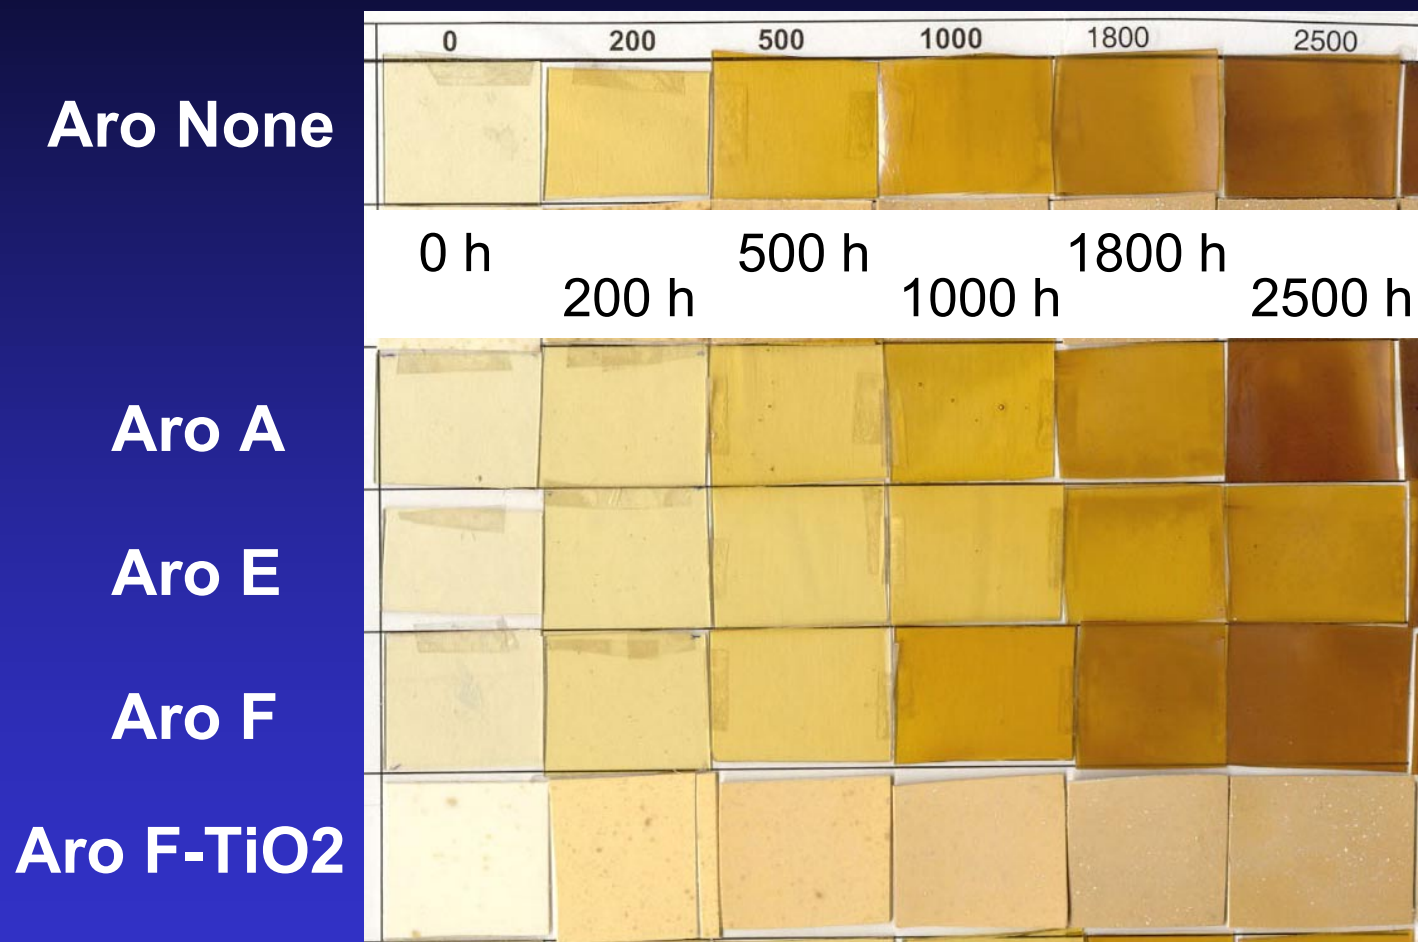 0 200 500 1000 1800 2500
Aro None
0 h 500 h 1800 h
200 h 1000 h 2500 h
Aro A
Aro E
Aro F
Aro F-TiO2